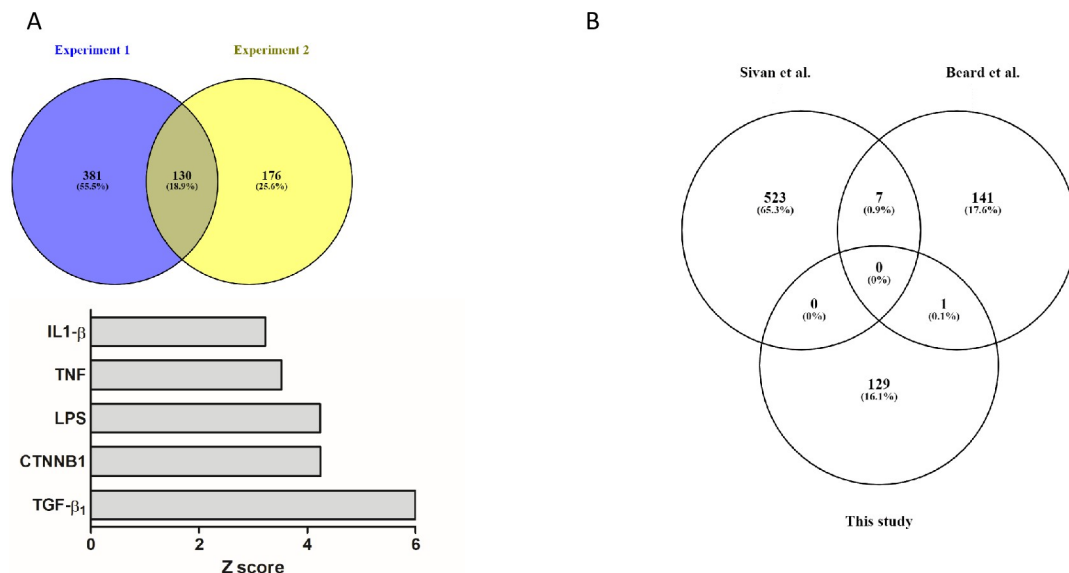 A
Experiment 1
Experiment 2
381
(55.5%)
130
(18.9%)
176
(25.6%)
IL1-β
TNF
LPS
CTNNB1
TGF-β₁
0
2
4
6
Z score
B
Sivan et al.
Beard et al.
523
(65.3%)
7
(0.9%)
141
(17.6%)
0
(0%)
0
(0%)
1
(0.1%)
129
(16.1%)
This study